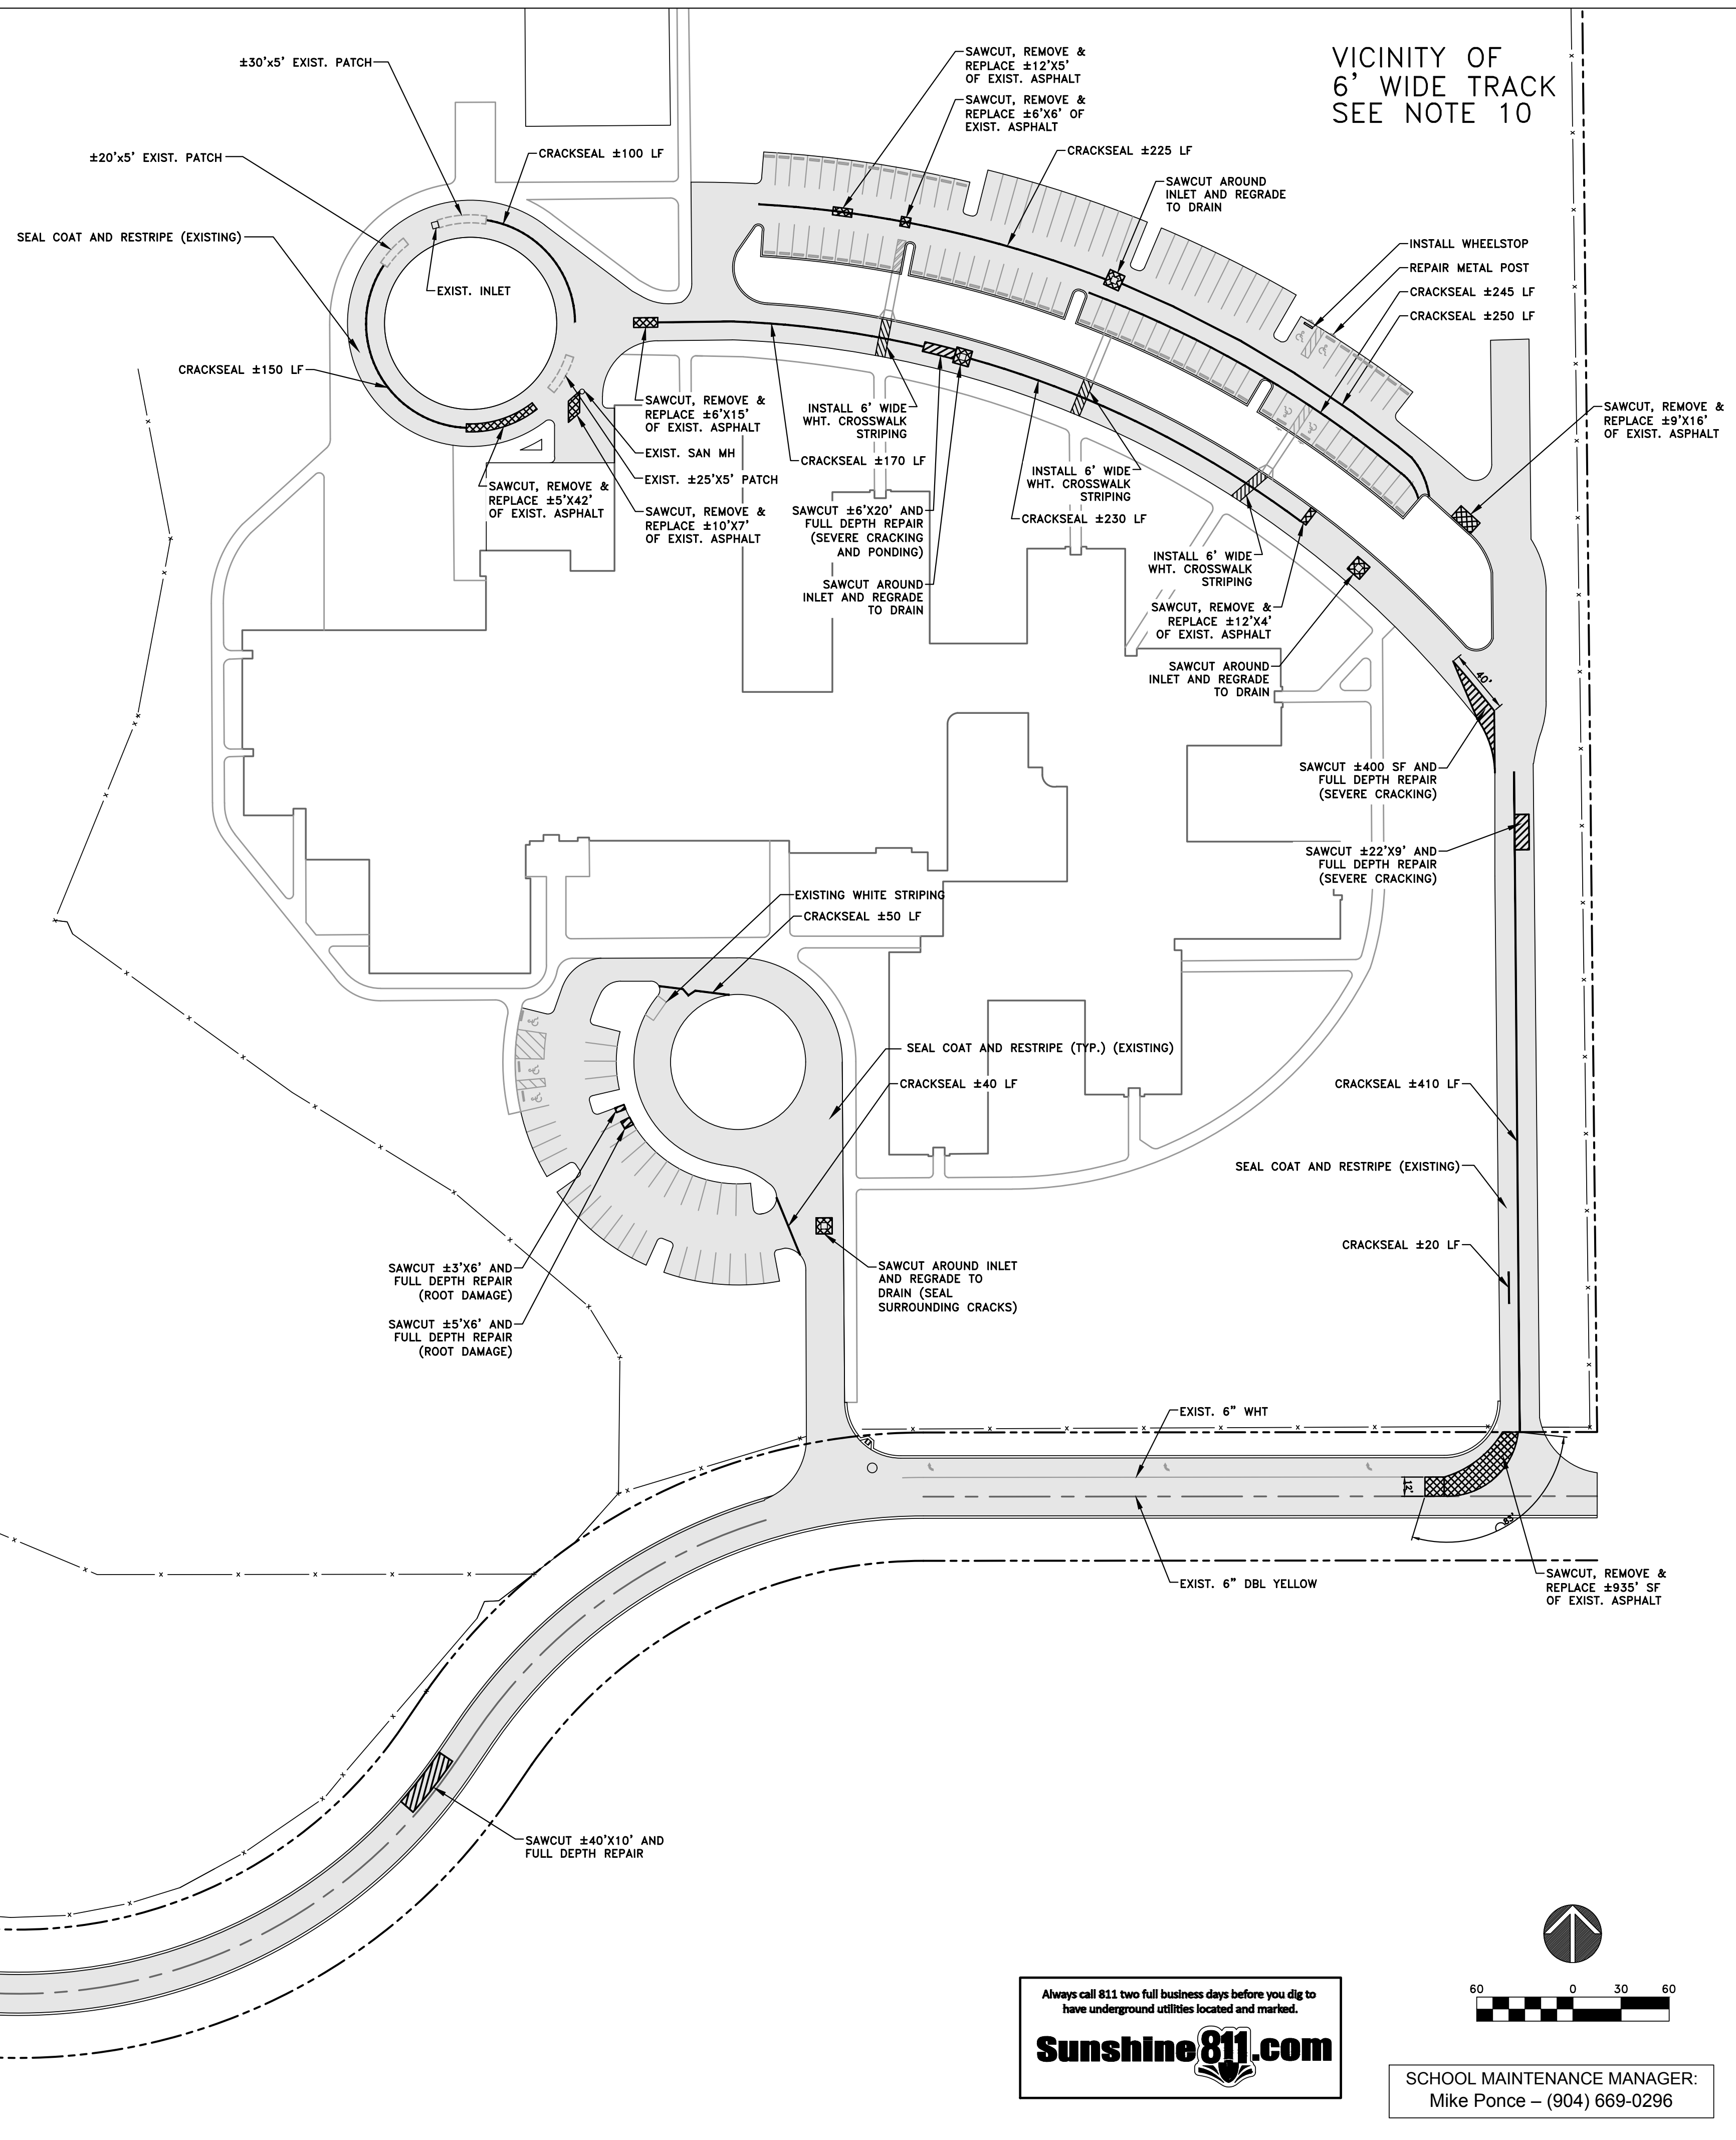 VICINITY OF
6' WIDE TRACK
SEE NOTE 10
±30'x5' EXIST. PATCH
SAWCUT, REMOVE &
REPLACE ±12'X5'
OF EXIST. ASPHALT
SAWCUT, REMOVE &
REPLACE ±6'X6' OF
EXIST. ASPHALT
±20'x5' EXIST. PATCH
CRACKSEAL ±100 LF
CRACKSEAL ±225 LF
SAWCUT AROUND
INLET AND REGRADE
TO DRAIN
SEAL COAT AND RESTRIPE (EXISTING)
INSTALL WHEELSTOP
REPAIR METAL POST
CRACKSEAL ±245 LF
CRACKSEAL ±250 LF
EXIST. INLET
CRACKSEAL ±150 LF
SAWCUT, REMOVE &
REPLACE ±6'X15'
OF EXIST. ASPHALT
EXIST. SAN MH
EXIST. ±25'X5' PATCH
SAWCUT, REMOVE &
REPLACE ±10'X7'
OF EXIST. ASPHALT
SAWCUT, REMOVE &
REPLACE ±5'X42'
OF EXIST. ASPHALT
INSTALL 6' WIDE
WHT. CROSSWALK
STRIPING
CRACKSEAL ±170 LF
SAWCUT ±6'X20' AND
FULL DEPTH REPAIR
(SEVERE CRACKING
AND PONDING)
SAWCUT AROUND
INLET AND REGRADE
TO DRAIN
INSTALL 6' WIDE
WHT. CROSSWALK
STRIPING
CRACKSEAL ±230 LF
INSTALL 6' WIDE
WHT. CROSSWALK
STRIPING
SAWCUT, REMOVE &
REPLACE ±12'X4'
OF EXIST. ASPHALT
SAWCUT AROUND
INLET AND REGRADE
TO DRAIN
SAWCUT, REMOVE &
REPLACE ±9'X16'
OF EXIST. ASPHALT
40'
SAWCUT ±400 SF AND
FULL DEPTH REPAIR
(SEVERE CRACKING)
SAWCUT ±22'X9' AND
FULL DEPTH REPAIR
(SEVERE CRACKING)
EXISTING WHITE STRIPING
CRACKSEAL ±50 LF
SEAL COAT AND RESTRIPE (TYP.) (EXISTING)
CRACKSEAL ±40 LF
CRACKSEAL ±410 LF
SEAL COAT AND RESTRIPE (EXISTING)
CRACKSEAL ±20 LF
SAWCUT ±3'X6' AND
FULL DEPTH REPAIR
(ROOT DAMAGE)
SAWCUT ±5'X6' AND
FULL DEPTH REPAIR
(ROOT DAMAGE)
SAWCUT AROUND INLET
AND REGRADE TO
DRAIN (SEAL
SURROUNDING CRACKS)
EXIST. 6" WHT
12'
83'
EXIST. 6" DBL YELLOW
SAWCUT, REMOVE &
REPLACE ±935' SF
OF EXIST. ASPHALT
SAWCUT ±40'X10' AND
FULL DEPTH REPAIR
60 0 30 60
Always call 811 two full business days before you dig to
have underground utilities located and marked.
Sunshine811.com
SCHOOL MAINTENANCE MANAGER:
Mike Ponce – (904) 669-0296